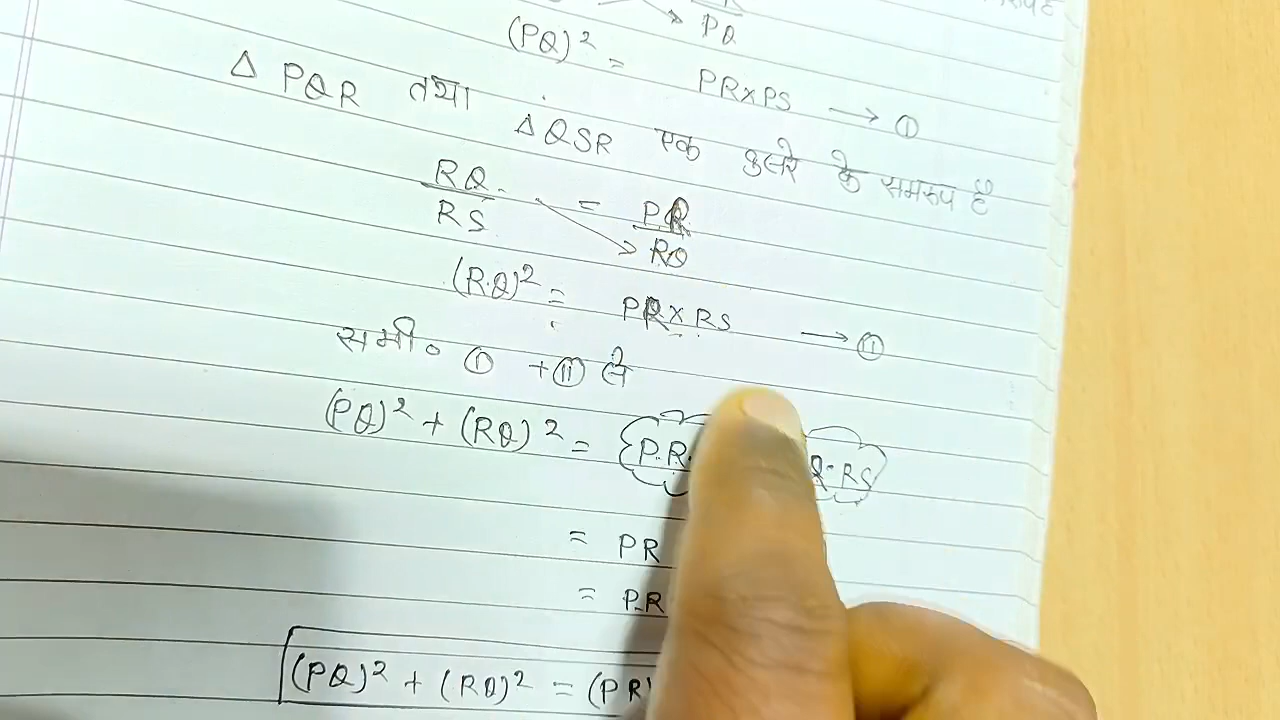 PQ
(PQ)² = PR×PS → ①
Δ PQR तथा ΔQSR एक दुसरे के समरूप है
RQ/RS = PR/RQ
(RQ)² = PR×RS → ⑪
समी० ① +⑪ से
(PQ)² + (RQ)² = P.R. RS
= PR
= P.R
(PQ)² + (RQ)² = (PR)